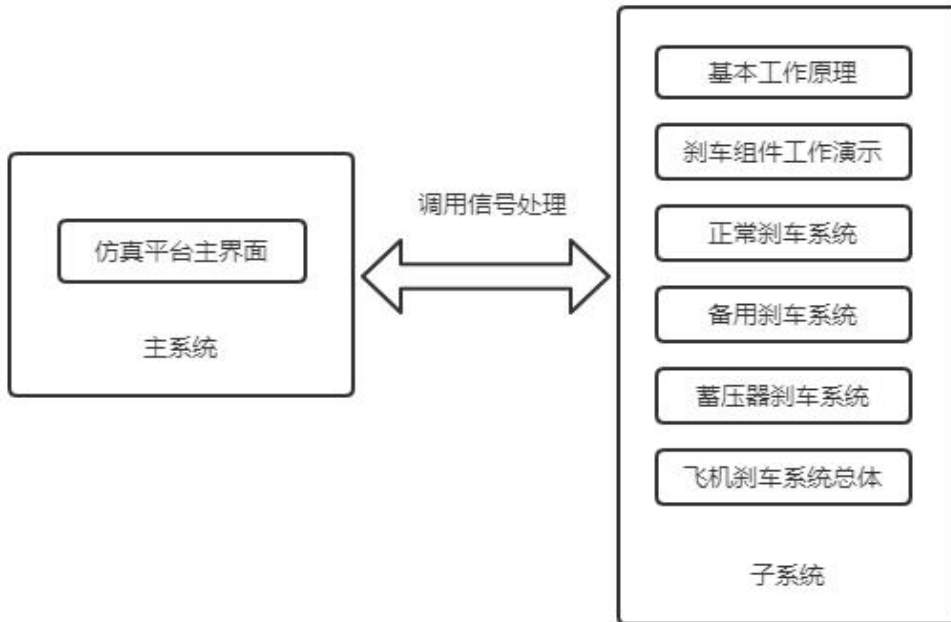 仿真平台主界面
主系统
调用信号处理
基本工作原理
刹车组件工作演示
正常刹车系统
备用刹车系统
蓄压器刹车系统
飞机刹车系统总体
子系统